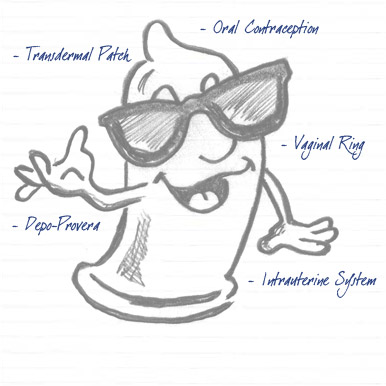 - Oral Contraception
- Transdermal Patch
- Vaginal Ring
- Depo-Provera
- Intrauterine System